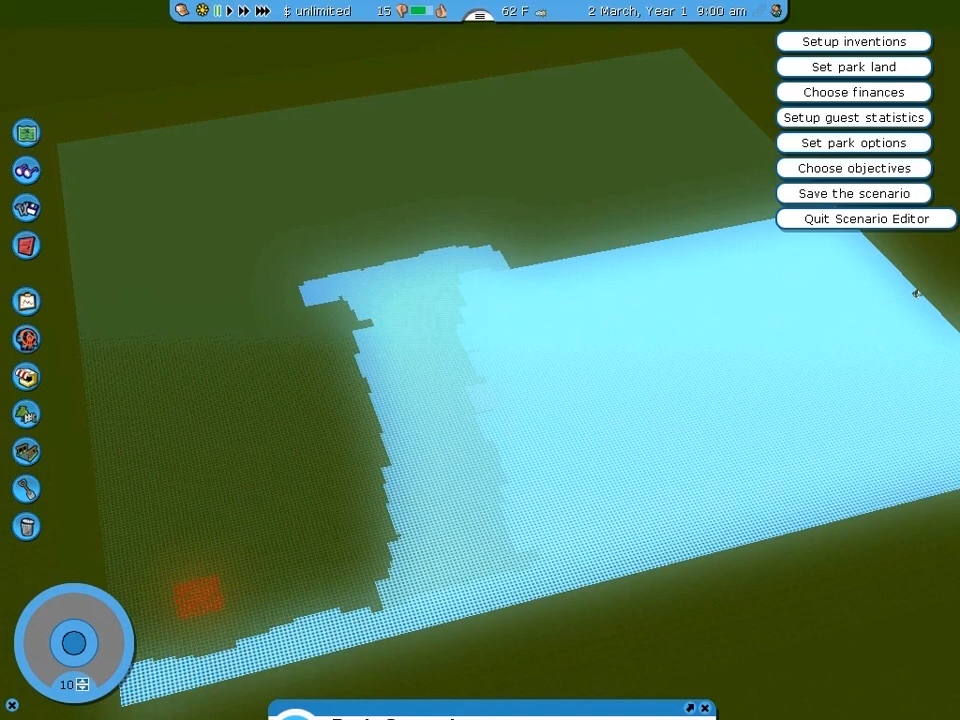 $ unlimited 15 62 F 2 March, Year 1 9:00 am
Setup inventions
Set park land
Choose finances
Setup guest statistics
Set park options
Choose objectives
Save the scenario
Quit Scenario Editor
10